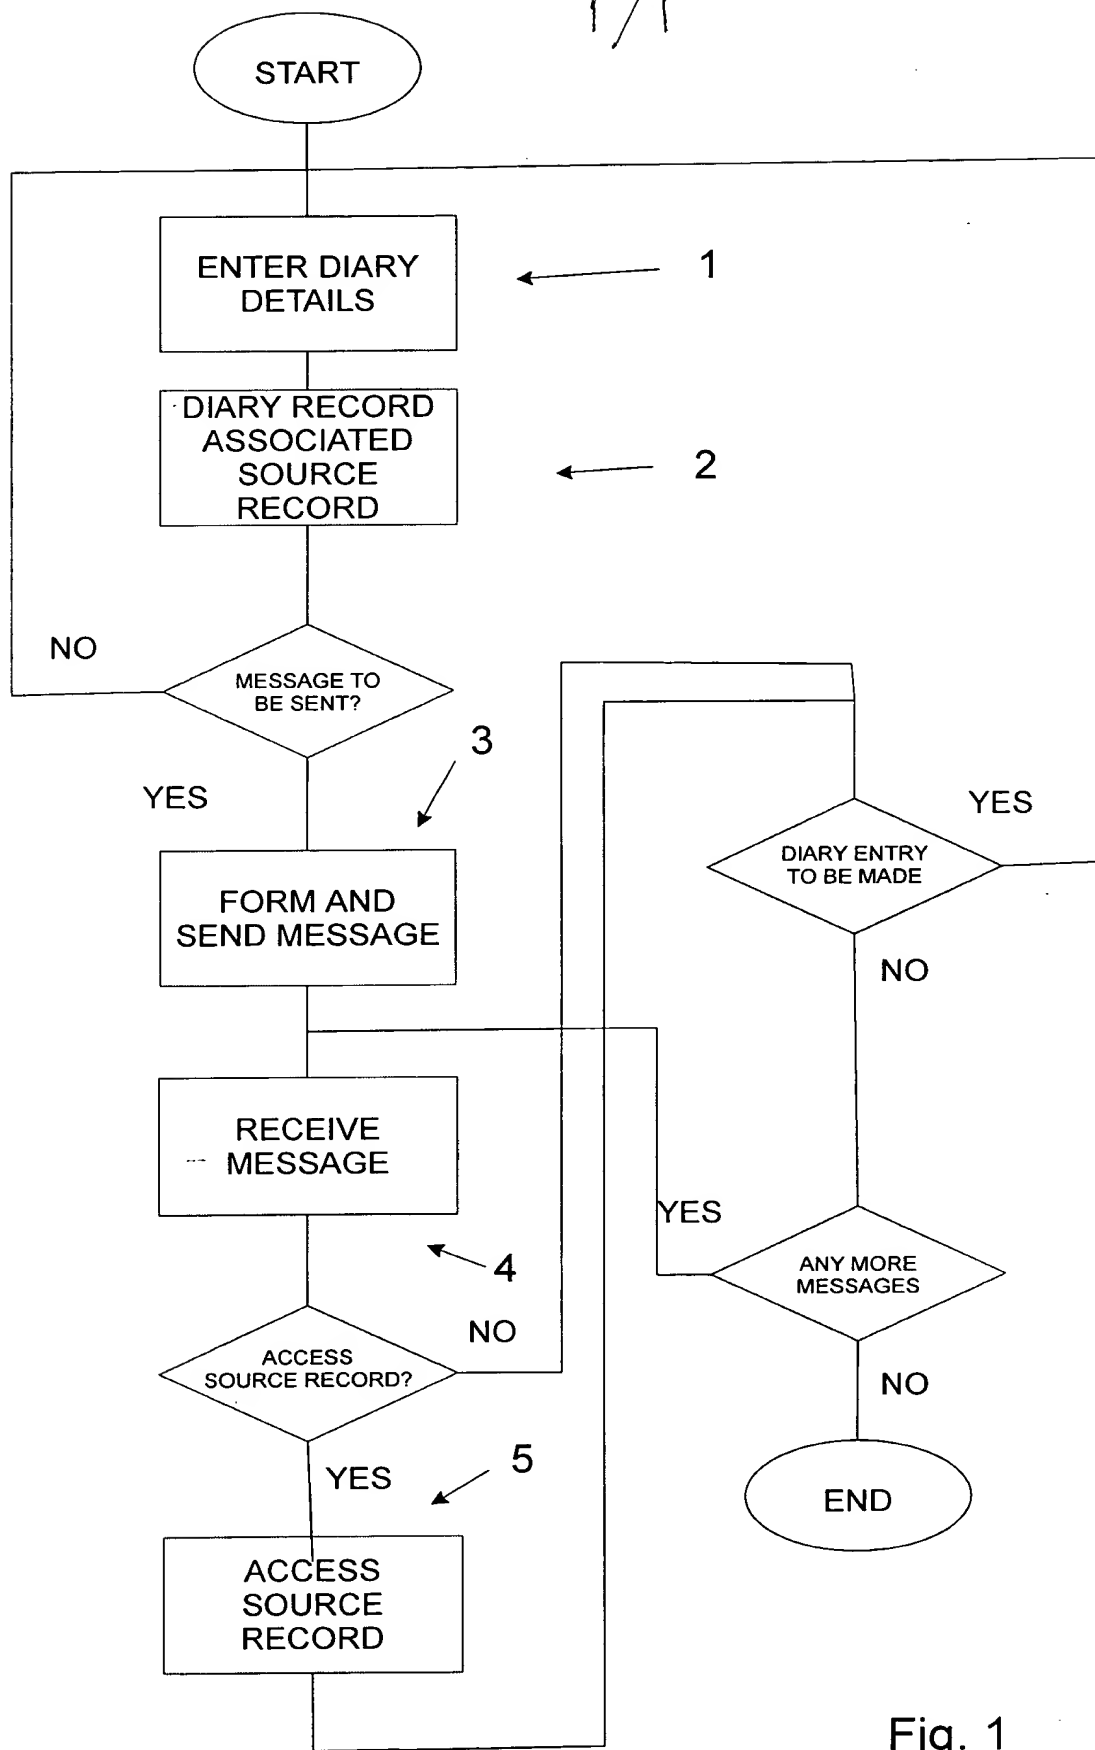 1/1
START
ENTER DIARY
DETAILS
1
DIARY RECORD
ASSOCIATED
SOURCE
RECORD
2
NO
MESSAGE TO
BE SENT?
3
YES
YES
DIARY ENTRY
TO BE MADE
FORM AND
SEND MESSAGE
NO
RECEIVE
MESSAGE
YES
4
ANY MORE
MESSAGES
NO
ACCESS
SOURCE RECORD?
NO
YES
5
END
ACCESS
SOURCE
RECORD
Fig. 1